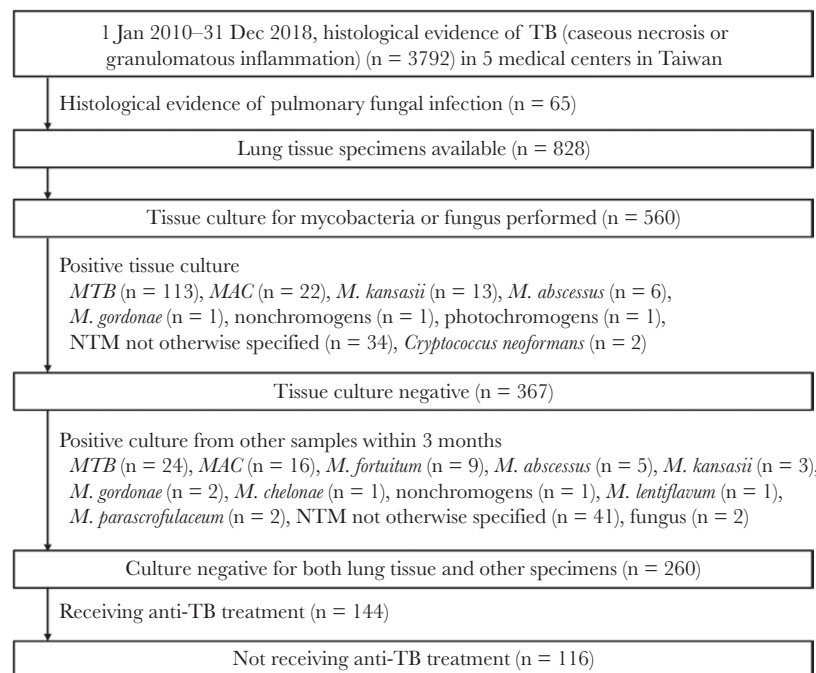 1 Jan 2010–31 Dec 2018, histological evidence of TB (caseous necrosis or
granulomatous inflammation) (n = 3792) in 5 medical centers in Taiwan
Histological evidence of pulmonary fungal infection (n = 65)
Lung tissue specimens available (n = 828)
Tissue culture for mycobacteria or fungus performed (n = 560)
Positive tissue culture
MTB (n = 113), MAC (n = 22), M. kansasii (n = 13), M. abscessus (n = 6),
M. gordonae (n = 1), nonchromogens (n = 1), photochromogens (n = 1),
NTM not otherwise specified (n = 34), Cryptococcus neoformans (n = 2)
Tissue culture negative (n = 367)
Positive culture from other samples within 3 months
MTB (n = 24), MAC (n = 16), M. fortuitum (n = 9), M. abscessus (n = 5), M. kansasii (n = 3),
M. gordonae (n = 2), M. chelonae (n = 1), nonchromogens (n = 1), M. lentiflavum (n = 1),
M. parascrofulaceum (n = 2), NTM not otherwise specified (n = 41), fungus (n = 2)
Culture negative for both lung tissue and other specimens (n = 260)
Receiving anti-TB treatment (n = 144)
Not receiving anti-TB treatment (n = 116)